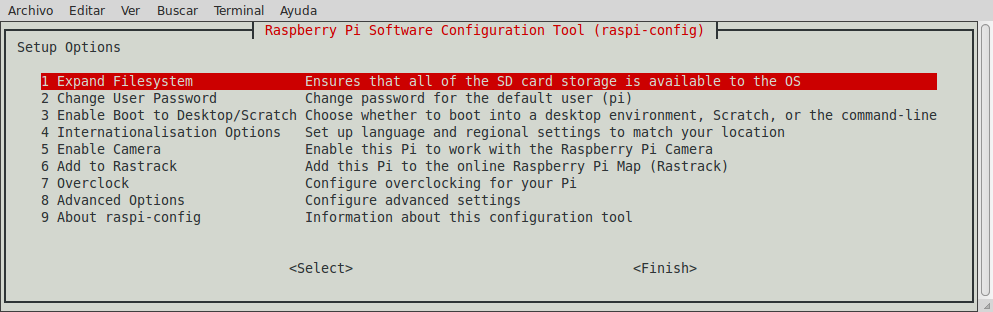 Archivo Editar Ver Buscar Terminal Ayuda
Raspberry Pi Software Configuration Tool (raspi-config)
Setup Options
1 Expand Filesystem Ensures that all of the SD card storage is available to the OS
2 Change User Password Change password for the default user (pi)
3 Enable Boot to Desktop/Scratch Choose whether to boot into a desktop environment, Scratch, or the command-line
4 Internationalisation Options Set up language and regional settings to match your location
5 Enable Camera Enable this Pi to work with the Raspberry Pi Camera
6 Add to Rastrack Add this Pi to the online Raspberry Pi Map (Rastrack)
7 Overclock Configure overclocking for your Pi
8 Advanced Options Configure advanced settings
9 About raspi-config Information about this configuration tool
<Select> <Finish>